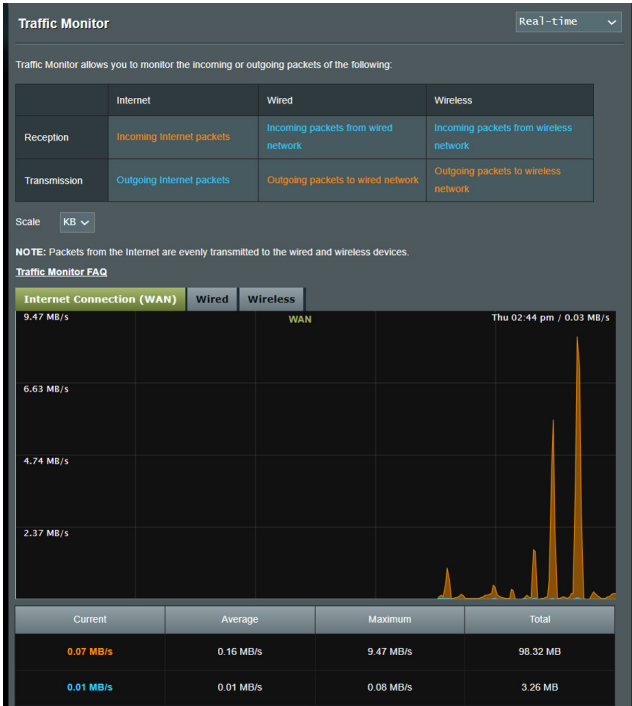 Traffic Monitor
Real-time
Traffic Monitor allows you to monitor the incoming or outgoing packets of the following:
Internet Wired Wireless
Reception Incoming Internet packets Incoming packets from wired network Incoming packets from wireless network
Transmission Outgoing Internet packets Outgoing packets to wired network Outgoing packets to wireless network
Scale KB
NOTE: Packets from the Internet are evenly transmitted to the wired and wireless devices.
Traffic Monitor FAQ
Internet Connection (WAN) Wired Wireless
9.47 MB/s WAN Thu 02:44 pm / 0.03 MB/s
6.63 MB/s
4.74 MB/s
2.37 MB/s
Current Average Maximum Total
0.07 MB/s 0.16 MB/s 9.47 MB/s 98.32 MB
0.01 MB/s 0.01 MB/s 0.08 MB/s 3.26 MB